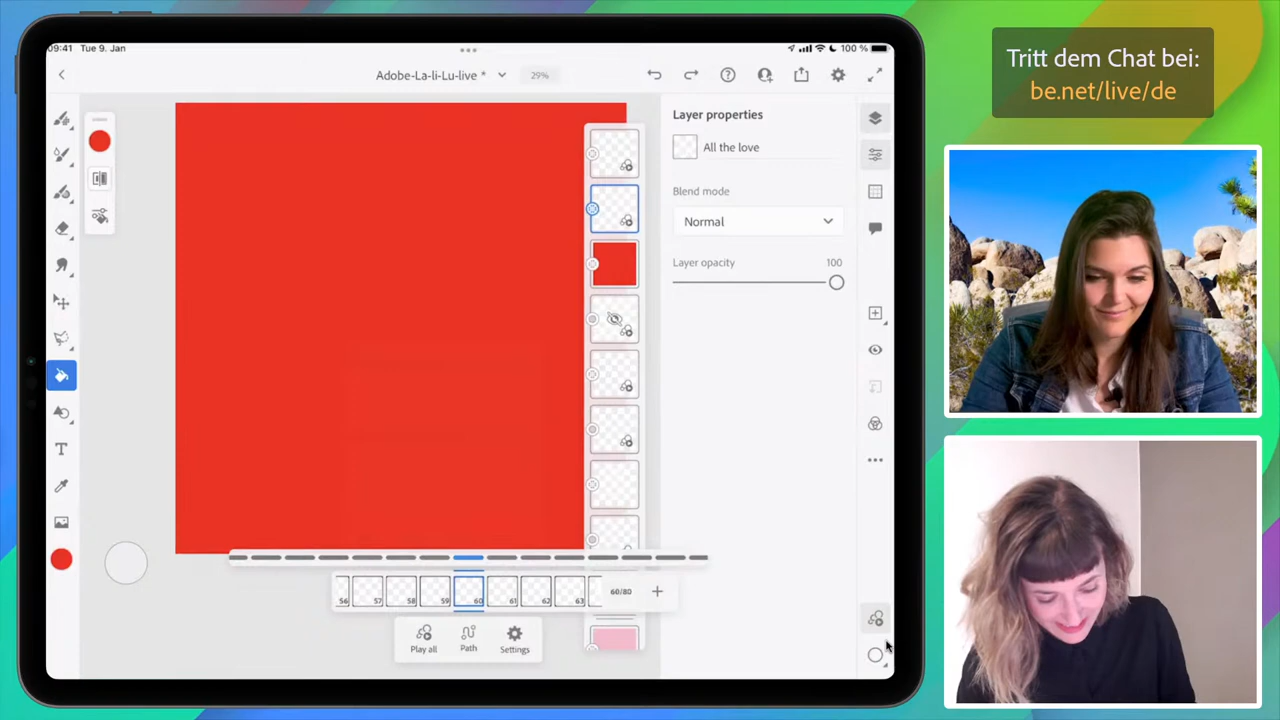 09:41 Tue 9. Jan
100 %
Adobe-La-li-Lu-live *
29%
Tritt dem Chat bei:
be.net/live/de
Layer properties
All the love
Blend mode
Normal
Layer opacity 100
56 57 58 59 60 61 62 63
60/80
Play all
Path
Settings